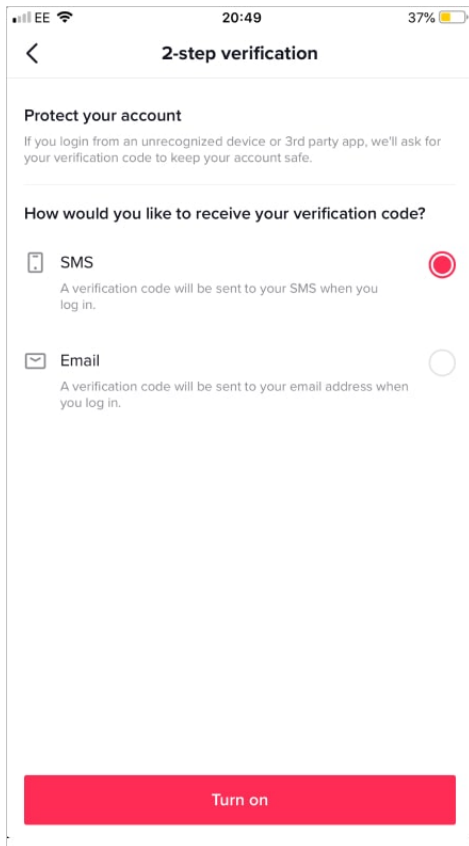 EE 20:49 37%
2-step verification
Protect your account
If you login from an unrecognized device or 3rd party app, we'll ask for
your verification code to keep your account safe.
How would you like to receive your verification code?
SMS
A verification code will be sent to your SMS when you
log in.
Email
A verification code will be sent to your email address when
you log in.
Turn on